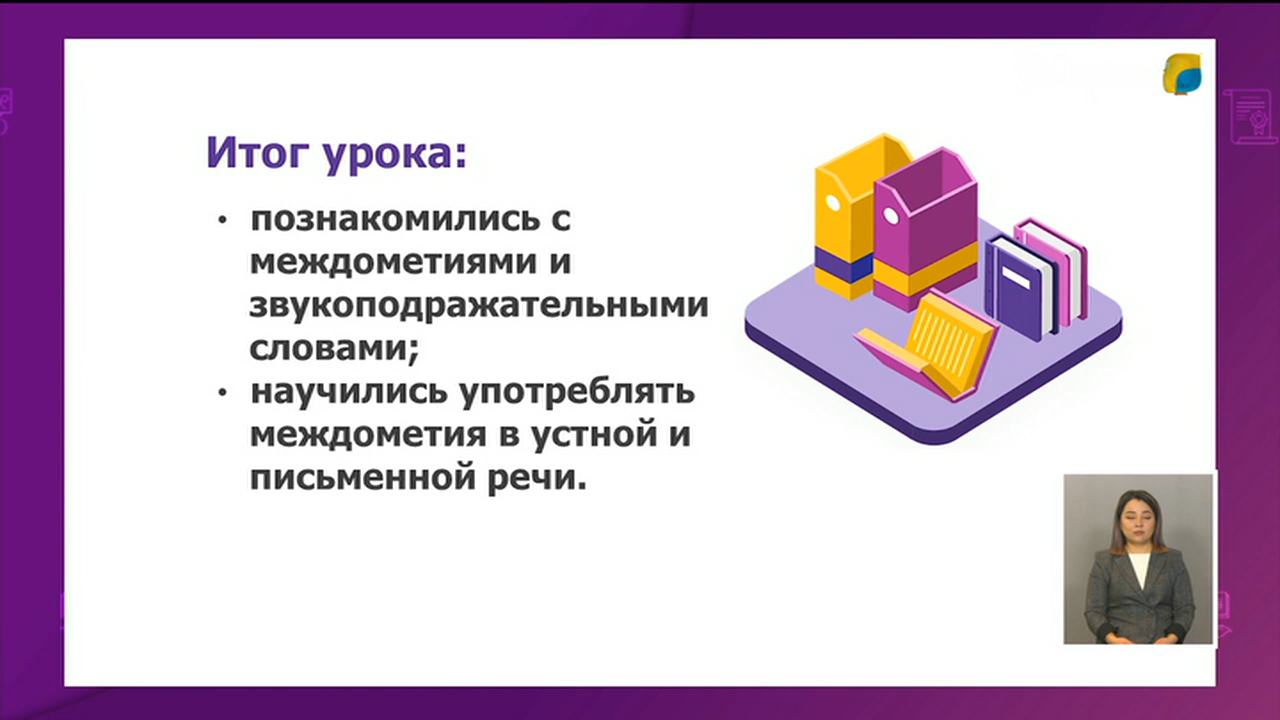 Итог урока:
• познакомились с
междометиями и
звукоподражательными
словами;
• научились употреблять
междометия в устной и
письменной речи.